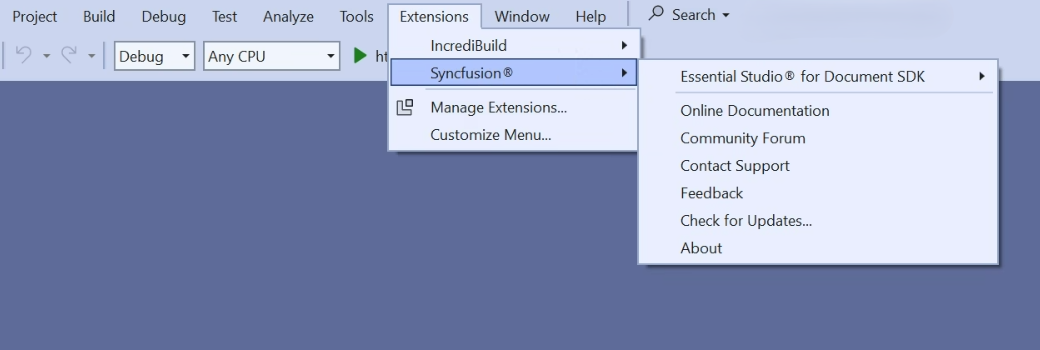 Project Build Debug Test Analyze Tools Extensions Window Help Search
Debug Any CPU
IncrediBuild
Syncfusion®
Manage Extensions...
Customize Menu...
Essential Studio® for Document SDK
Online Documentation
Community Forum
Contact Support
Feedback
Check for Updates...
About